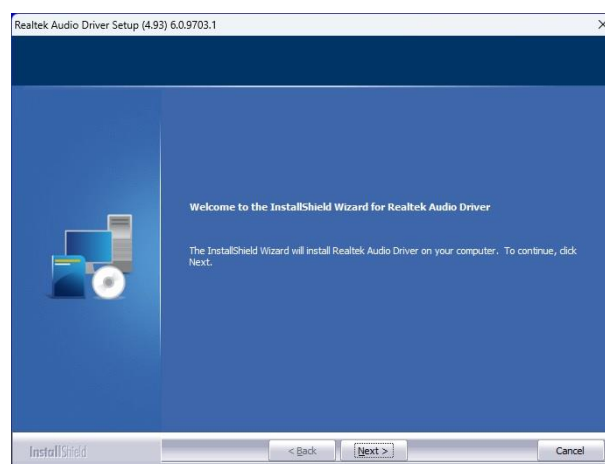 Realtek Audio Driver Setup (4.93) 6.0.9703.1
Welcome to the InstallShield Wizard for Realtek Audio Driver
The InstallShield Wizard will install Realtek Audio Driver on your computer. To continue, click
Next.
InstallShield
< Back
Next >
Cancel